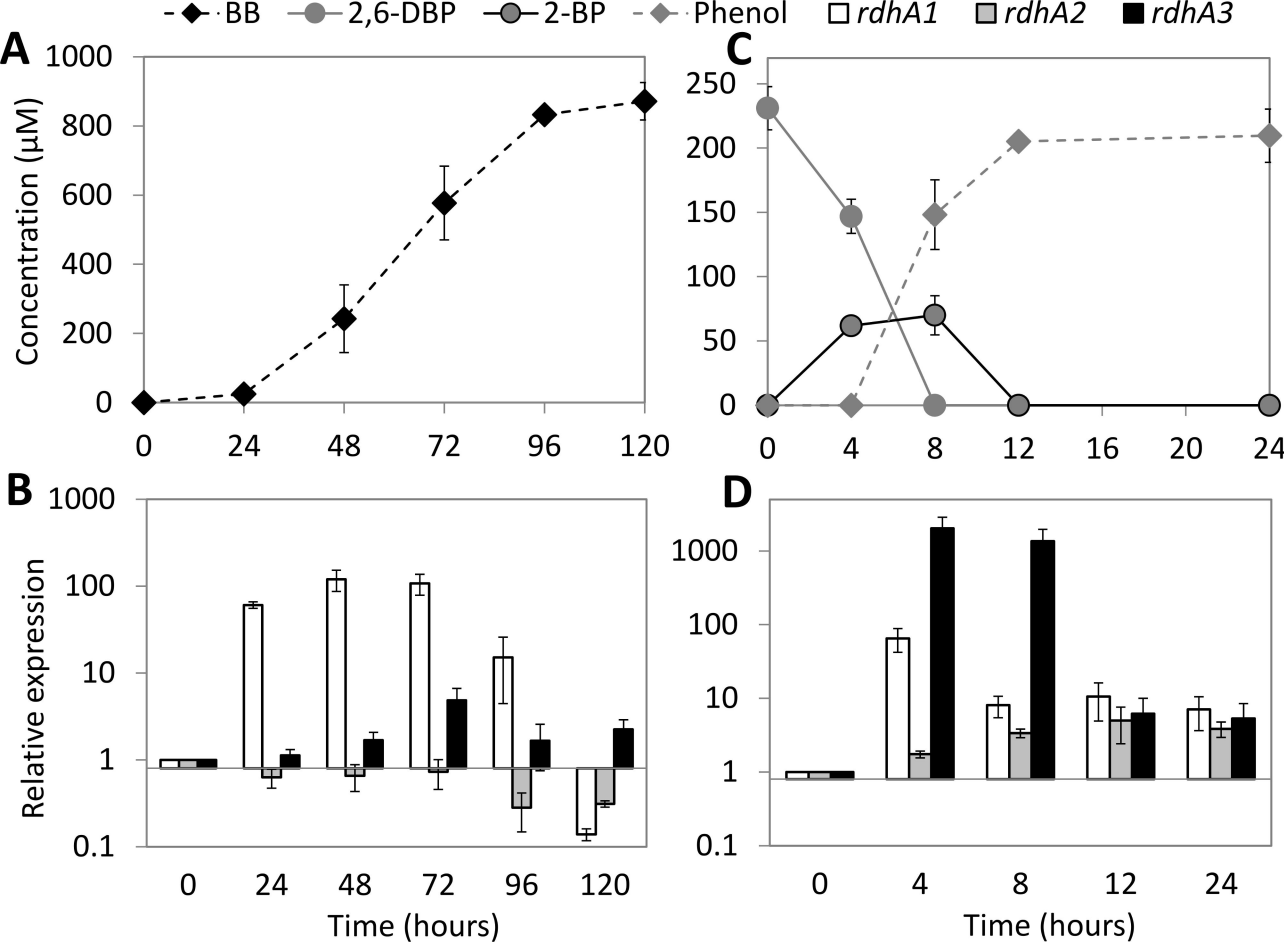 BB 2,6-DBP 2-BP Phenol rdhA1 rdhA2 rdhA3
A
C
Concentration (µM)
1000
800
600
400
200
0
0 24 48 72 96 120
250
200
150
100
50
0
0 4 8 12 16 20 24
B
D
Relative expression
1000
100
10
1
0.1
0 24 48 72 96 120
Time (hours)
1000
100
10
1
0.1
0 4 8 12 24
Time (hours)